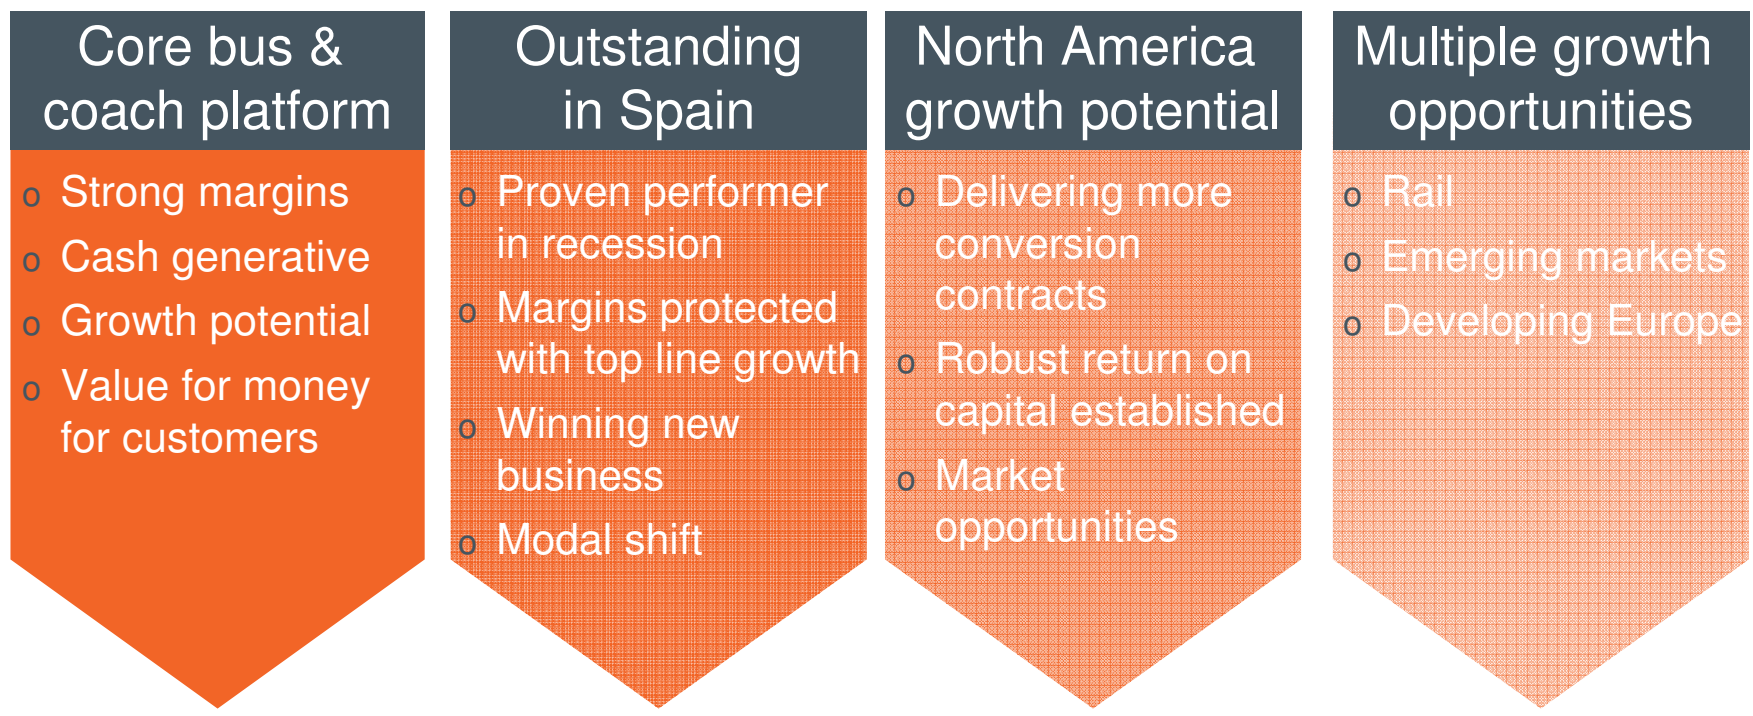 Core bus &
coach platform
o Strong margins
o Cash generative
o Growth potential
o Value for money
for customers
Outstanding
in Spain
o Proven performer
in recession
o Margins protected
with top line growth
o Winning new
business
o Modal shift
North America
growth potential
o Delivering more
conversion
contracts
o Robust return on
capital established
o Market
opportunities
Multiple growth
opportunities
o Rail
o Emerging markets
o Developing Europe